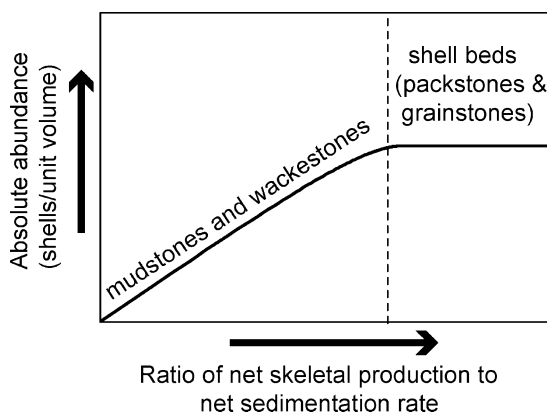 Absolute abundance
(shells/unit volume)
mudstones and wackestones
shell beds
(packstones &
grainstones)
Ratio of net skeletal production to
net sedimentation rate